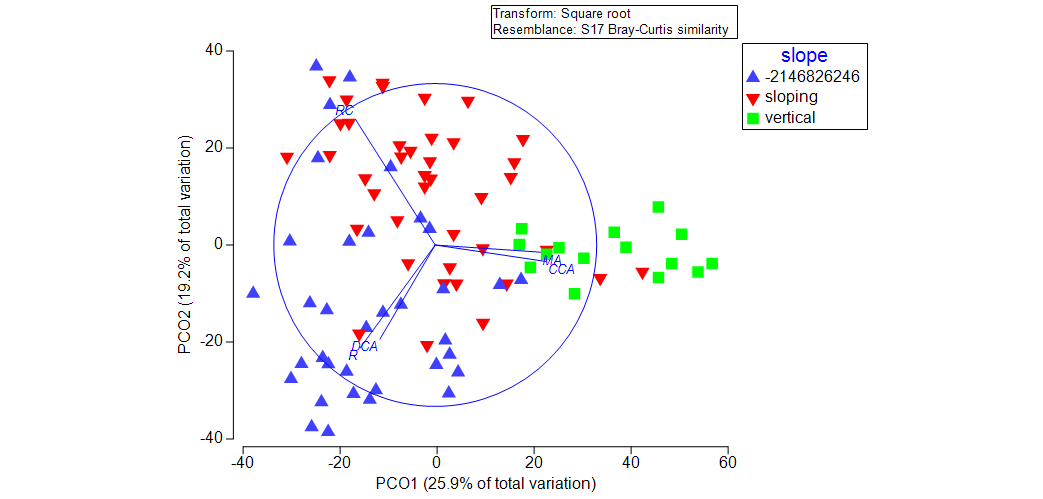 Transform: Square root
Resemblance: S17 Bray-Curtis similarity
slope
-2146826246
sloping
vertical
40
20
0
-20
-40
PCO2 (19.2% of total variation)
RC
MA
CCA
DCA
R
-40
-20
0
20
40
60
PCO1 (25.9% of total variation)